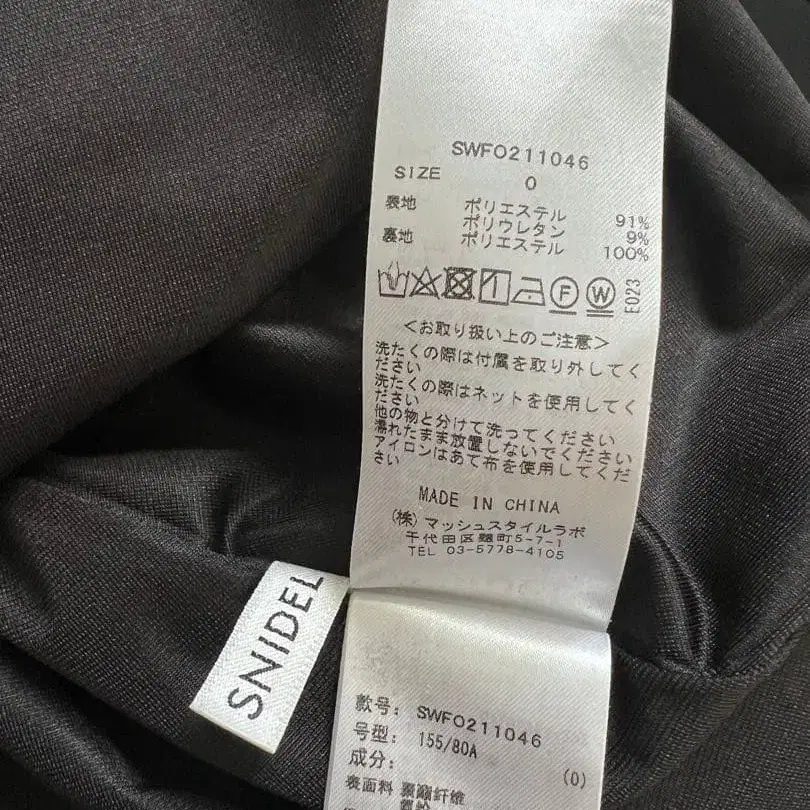 SWFO211046
SIZE 0
表地 ポリエステル 91%
ポリウレタン 9%
裏地 ポリエステル 100%
F W E023
<お取り扱い上のご注意>
洗たくの際は付属を取り外してく
ださい
洗たくの際はネットを使用してく
ださい
他の物と分けて洗ってください
濡れたまま放置しないでください
アイロンはあて布を使用してくだ
さい
MADE IN CHINA
(株)マッシュスタイルラボ
千代田区麹町5-7-1
TEL 03-5778-4105
SNIDEL
款号: SWFO211046
号型: 155/80A (0)
成分:
表面料 聚酯纤维